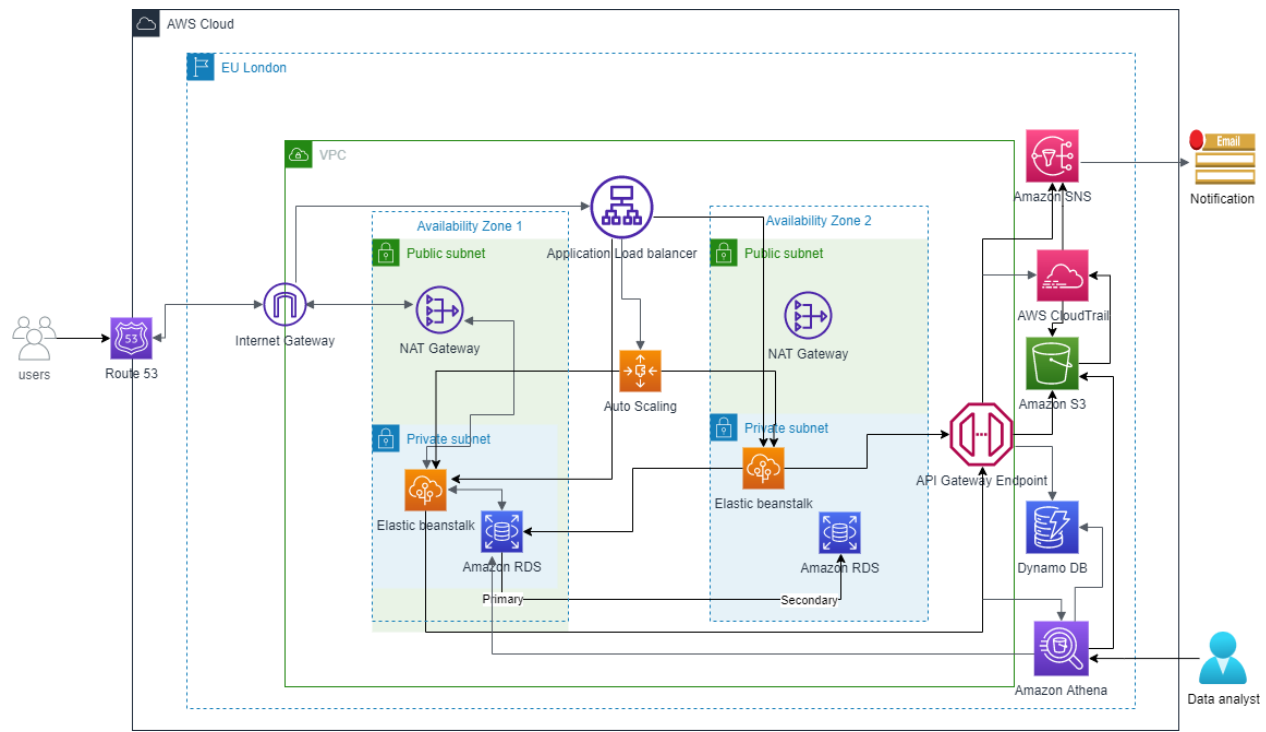 AWS Cloud
EU London
VPC
Email
Amazon SNS
Notification
Availability Zone 1
Availability Zone 2
Public subnet
Application Load balancer
Public subnet
AWS CloudTrail
Internet Gateway
NAT Gateway
NAT Gateway
53
users
Route 53
Auto Scaling
Amazon S3
Private subnet
Private subnet
API Gateway Endpoint
Elastic beanstalk
Elastic beanstalk
Amazon RDS
Amazon RDS
Dynamo DB
Primary
Secondary
Amazon Athena
Data analyst